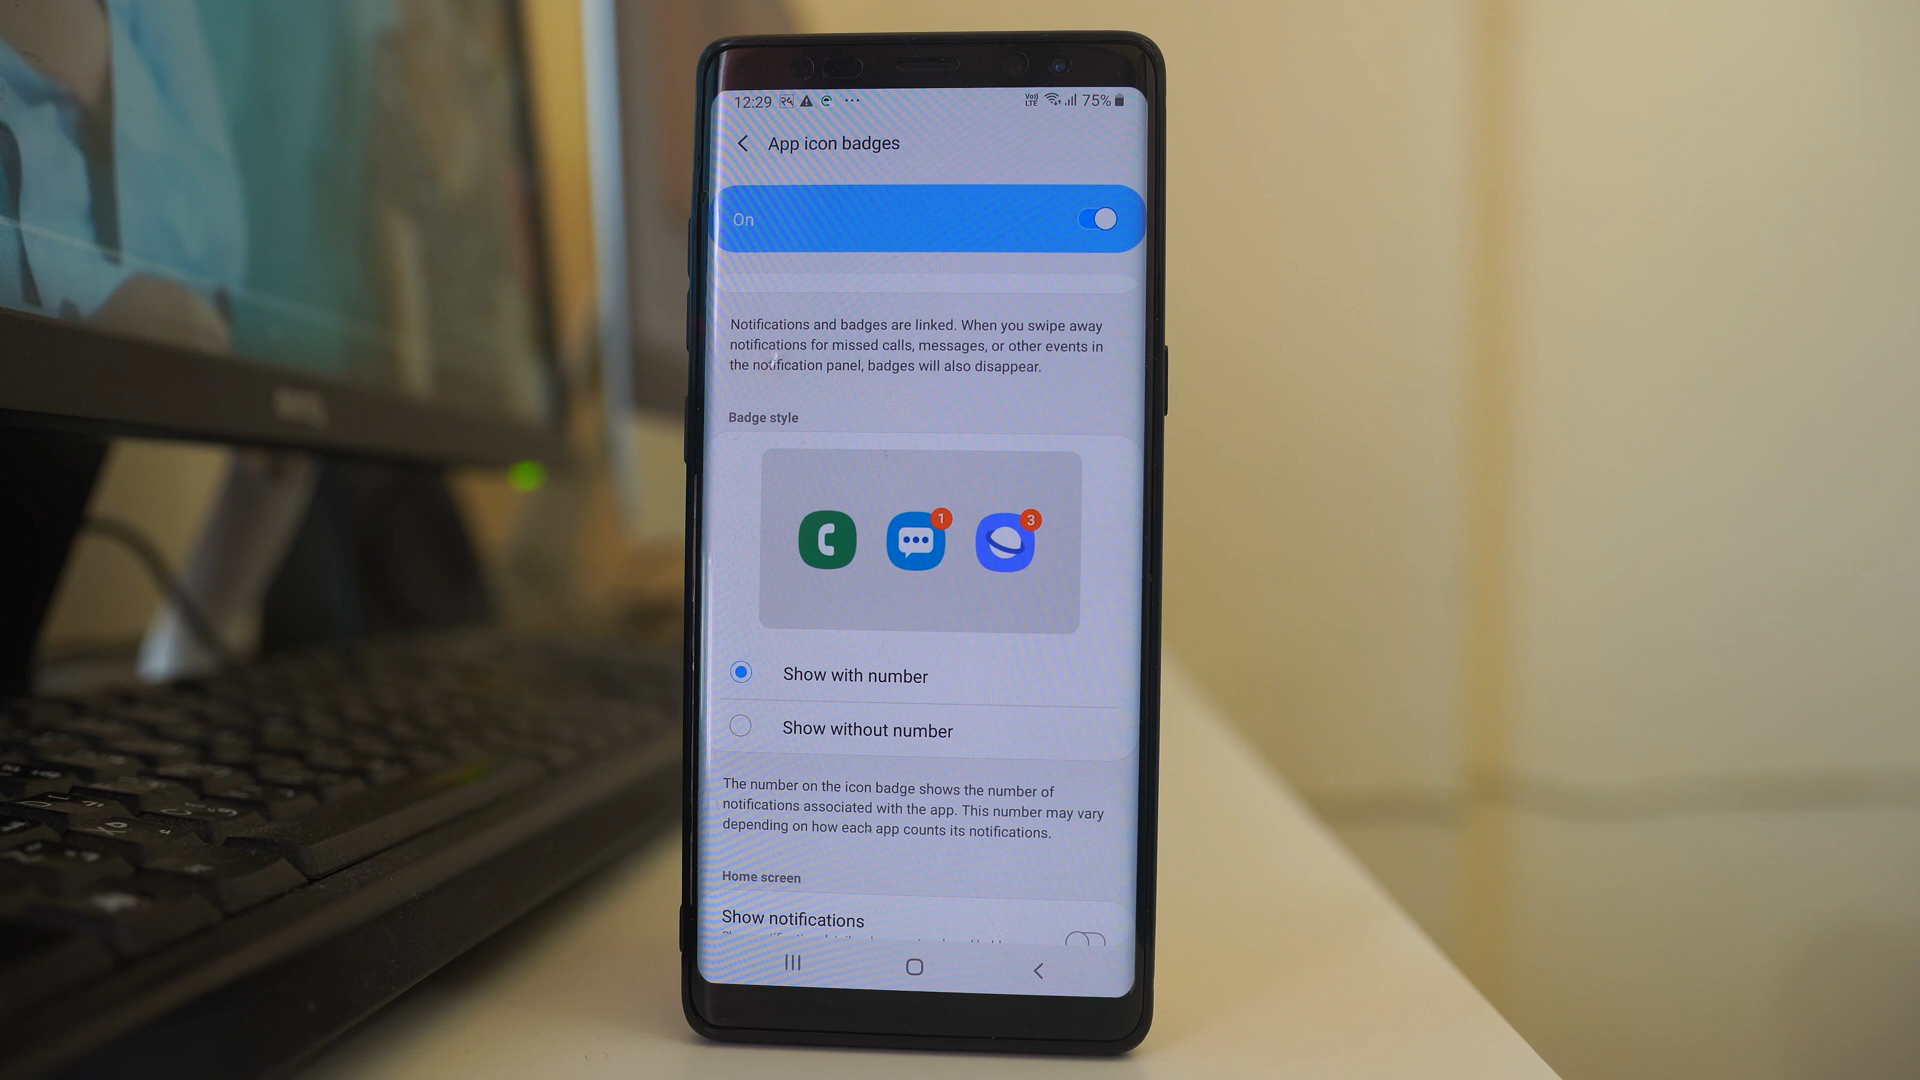 12:29
VoD LTE 75%
App icon badges
On
Notifications and badges are linked. When you swipe away
notifications for missed calls, messages, or other events in
the notification panel, badges will also disappear.
Badge style
1 3
Show with number
Show without number
The number on the icon badge shows the number of
notifications associated with the app. This number may vary
depending on how each app counts its notifications.
Home screen
Show notifications